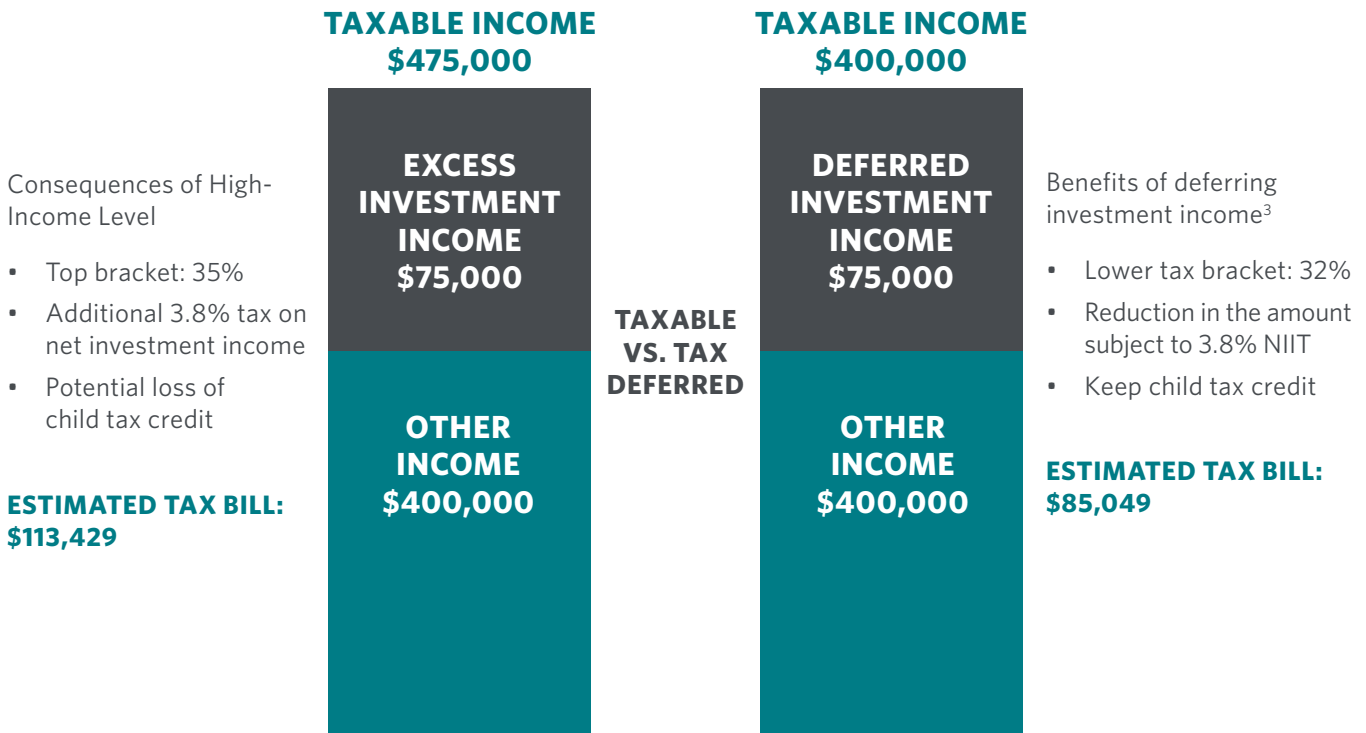 TAXABLE INCOME
$475,000
TAXABLE INCOME
$400,000
Consequences of High-
Income Level
• Top bracket: 35%
• Additional 3.8% tax on
net investment income
• Potential loss of
child tax credit
ESTIMATED TAX BILL:
$113,429
EXCESS
INVESTMENT
INCOME
$75,000
OTHER
INCOME
$400,000
TAXABLE
VS. TAX
DEFERRED
DEFERRED
INVESTMENT
INCOME
$75,000
OTHER
INCOME
$400,000
Benefits of deferring
investment income³
• Lower tax bracket: 32%
• Reduction in the amount
subject to 3.8% NIIT
• Keep child tax credit
ESTIMATED TAX BILL:
$85,049